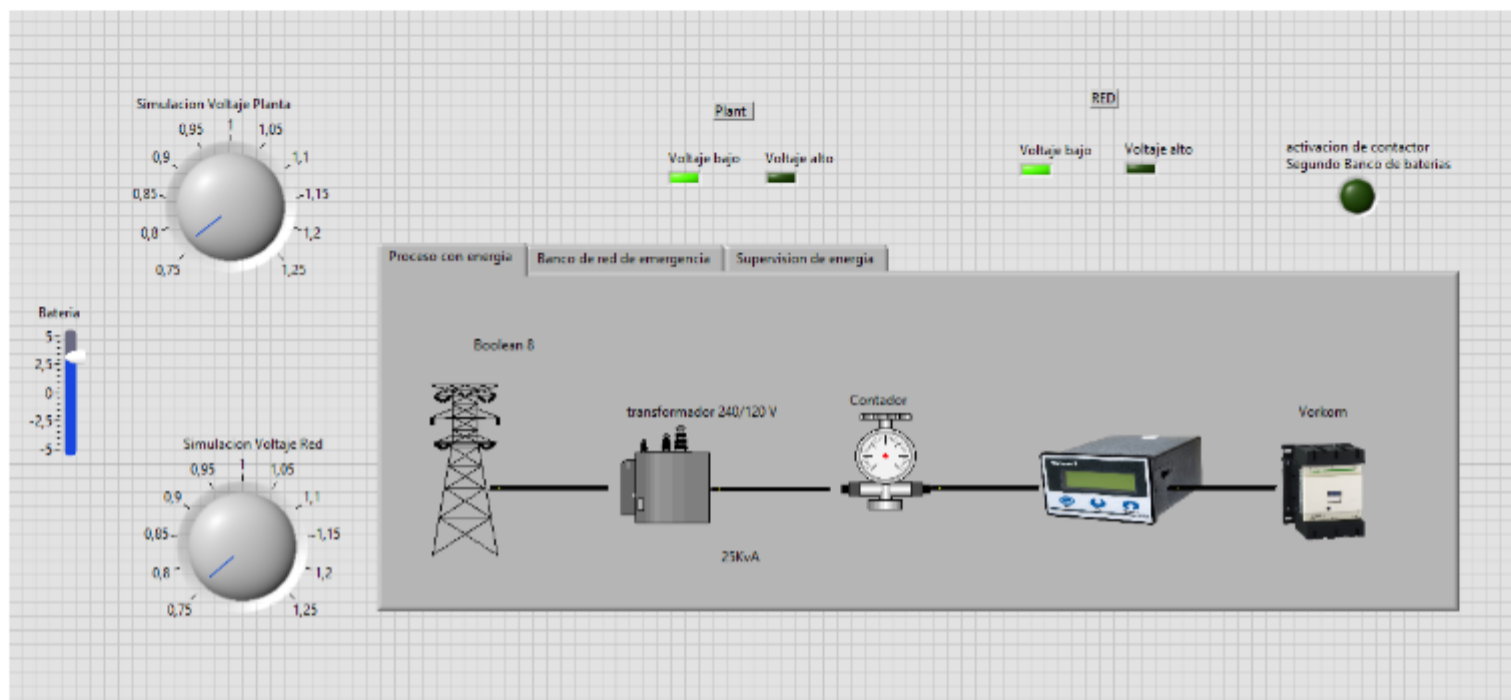 Simulacion Voltaje Planta
0,75
0,8
0,85
0,9
0,95
1
1,05
1,1
1,15
1,2
1,25
Plant
Voltaje bajo
Voltaje alto
RED
Voltaje bajo
Voltaje alto
activacion de contactor
Segundo Banco de baterias
Proceso con energia
Banco de red de emergencia
Supervision de energia
Bateria
5
2,5
0
-2,5
-5
Simulacion Voltaje Red
0,75
0,8
0,85
0,9
0,95
1
1,05
1,1
1,15
1,2
1,25
Boolean 8
transformador 240/120 V
25KvA
Contador
Vorkom